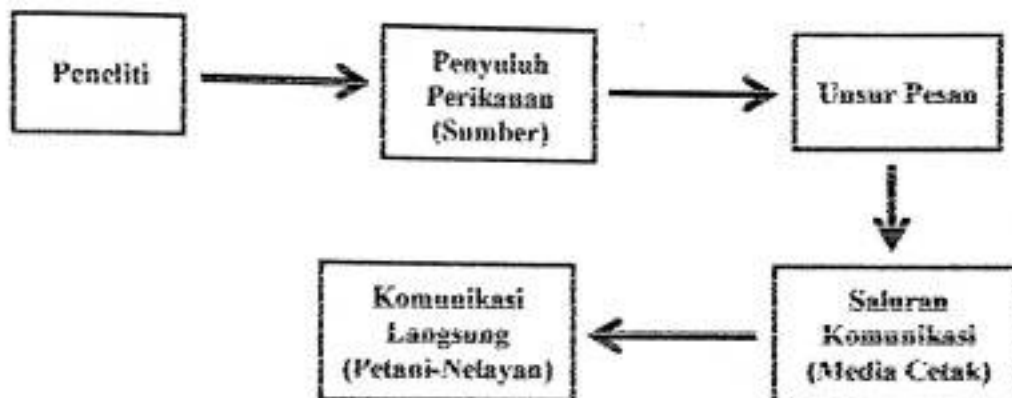 Peneliti
Penyuluh
Perikanan
(Sumber)
Unsur Pesan
Saluran
Komunikasi
(Media Cetak)
Komunikasi
Langsung
(Petani-Nelayan)